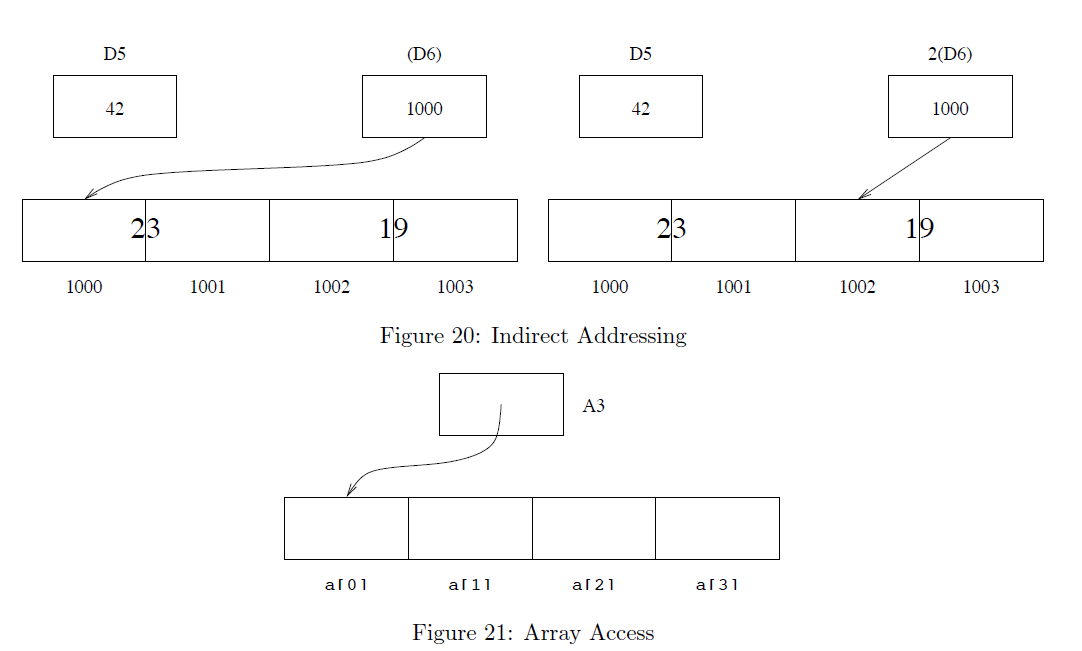 D5 (D6) D5 2(D6)
42 1000 42 1000
23 19 23 19
1000 1001 1002 1003 1000 1001 1002 1003
Figure 20: Indirect Addressing
A3
a[0] a[1] a[2] a[3]
Figure 21: Array Access